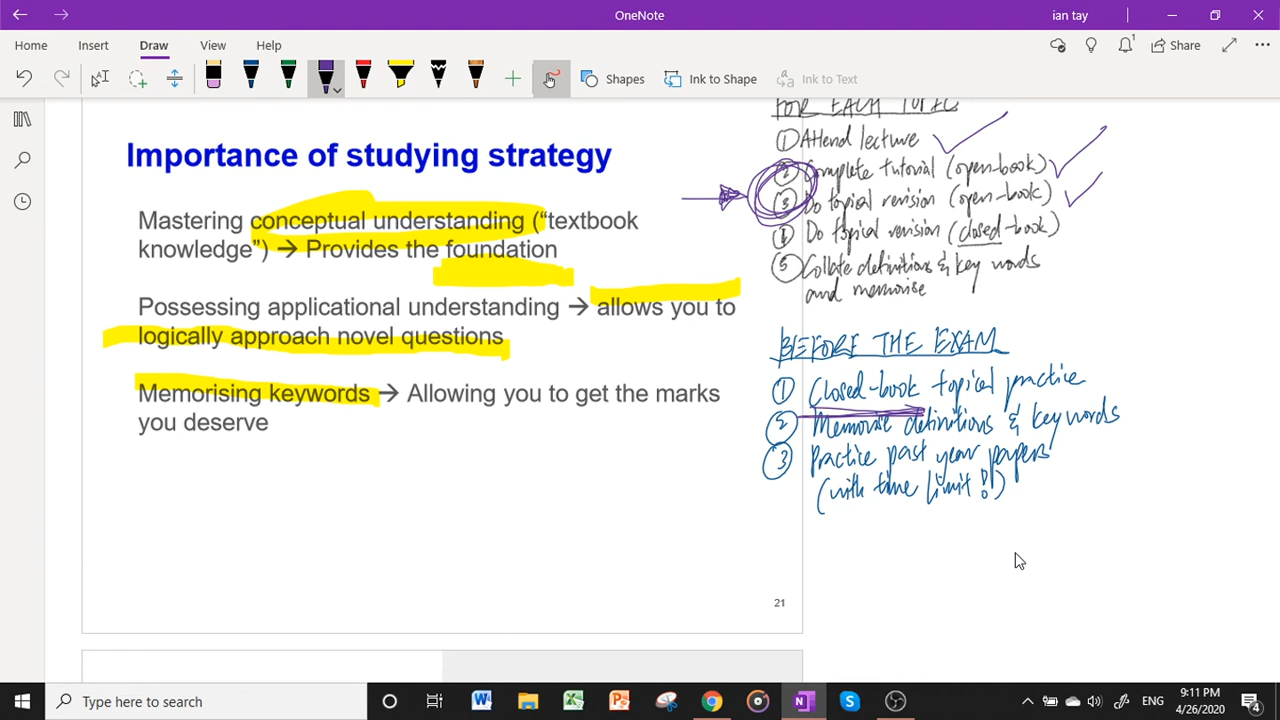 OneNote
ian tay
Home Insert Draw View Help
Share
Shapes
Ink to Shape
Ink to Text
FOR EACH TOPIC
Importance of studying strategy
① Attend lecture
② Complete tutorial (open-book)
③ Do topical revision (open-book)
④ Do topical revision (closed-book)
⑤ Collate definitions & key words
and memorise
Mastering conceptual understanding (“textbook
knowledge”) → Provides the foundation
Possessing applicational understanding → allows you to
logically approach novel questions
Memorising keywords → Allowing you to get the marks
you deserve
BEFORE THE EXAM
① Closed-book topical practice
② Memorise definitions & keywords
③ Practice past year papers
(with time limit!)
21
Type here to search
ENG
9:11 PM
4/26/2020
4